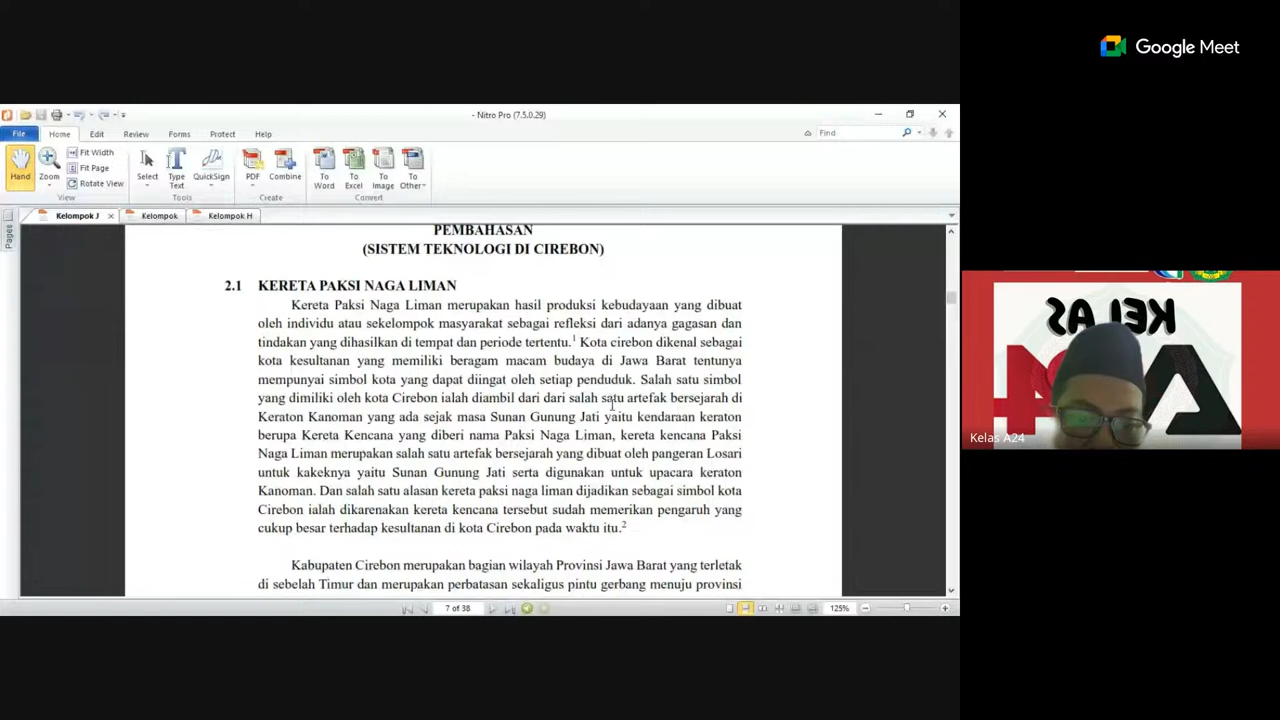 Google Meet
- Nitro Pro (7.5.0.29)
File Home Edit Review Forms Protect Help
Find
Hand
Zoom
Fit Width
Fit Page
Rotate View
View
Select
Type Text
QuickSign
Tools
PDF
Combine
Create
To Word
To Excel
To Image
To Other
Convert
Kelompok J
Kelompok
Kelompok H
Pages
PEMBAHASAN
(SISTEM TEKNOLOGI DI CIREBON)
2.1 KERETA PAKSI NAGA LIMAN
Kereta Paksi Naga Liman merupakan hasil produksi kebudayaan yang dibuat
oleh individu atau sekelompok masyarakat sebagai refleksi dari adanya gagasan dan
tindakan yang dihasilkan di tempat dan periode tertentu.1 Kota cirebon dikenal sebagai
kota kesultanan yang memiliki beragam macam budaya di Jawa Barat tentunya
mempunyai simbol kota yang dapat diingat oleh setiap penduduk. Salah satu simbol
yang dimiliki oleh kota Cirebon ialah diambil dari dari salah satu artefak bersejarah di
Keraton Kanoman yang ada sejak masa Sunan Gunung Jati yaitu kendaraan keraton
berupa Kereta Kencana yang diberi nama Paksi Naga Liman, kereta kencana Paksi
Naga Liman merupakan salah satu artefak bersejarah yang dibuat oleh pangeran Losari
untuk kakeknya yaitu Sunan Gunung Jati serta digunakan untuk upacara keraton
Kanoman. Dan salah satu alasan kereta paksi naga liman dijadikan sebagai simbol kota
Cirebon ialah dikarenakan kereta kencana tersebut sudah memerikan pengaruh yang
cukup besar terhadap kesultanan di kota Cirebon pada waktu itu.2
Kabupaten Cirebon merupakan bagian wilayah Provinsi Jawa Barat yang terletak
di sebelah Timur dan merupakan perbatasan sekaligus pintu gerbang menuju provinsi
7 of 38
125%
KELAS
Kelas A24